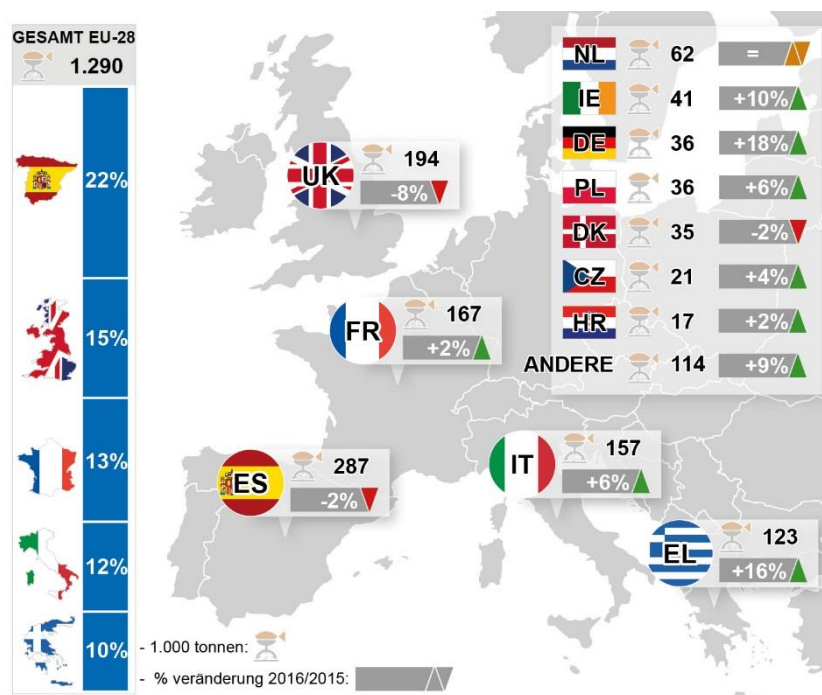 GESAMT EU-28
1.290
22%
15%
13%
12%
10%
UK
194
-8%
FR
167
+2%
ES
287
-2%
IT
157
+6%
EL
123
+16%
NL 62 =
IE 41 +10%
DE 36 +18%
PL 36 +6%
DK 35 -2%
CZ 21 +4%
HR 17 +2%
ANDERE 114 +9%
- 1.000 tonnen:
- % veränderung 2016/2015: